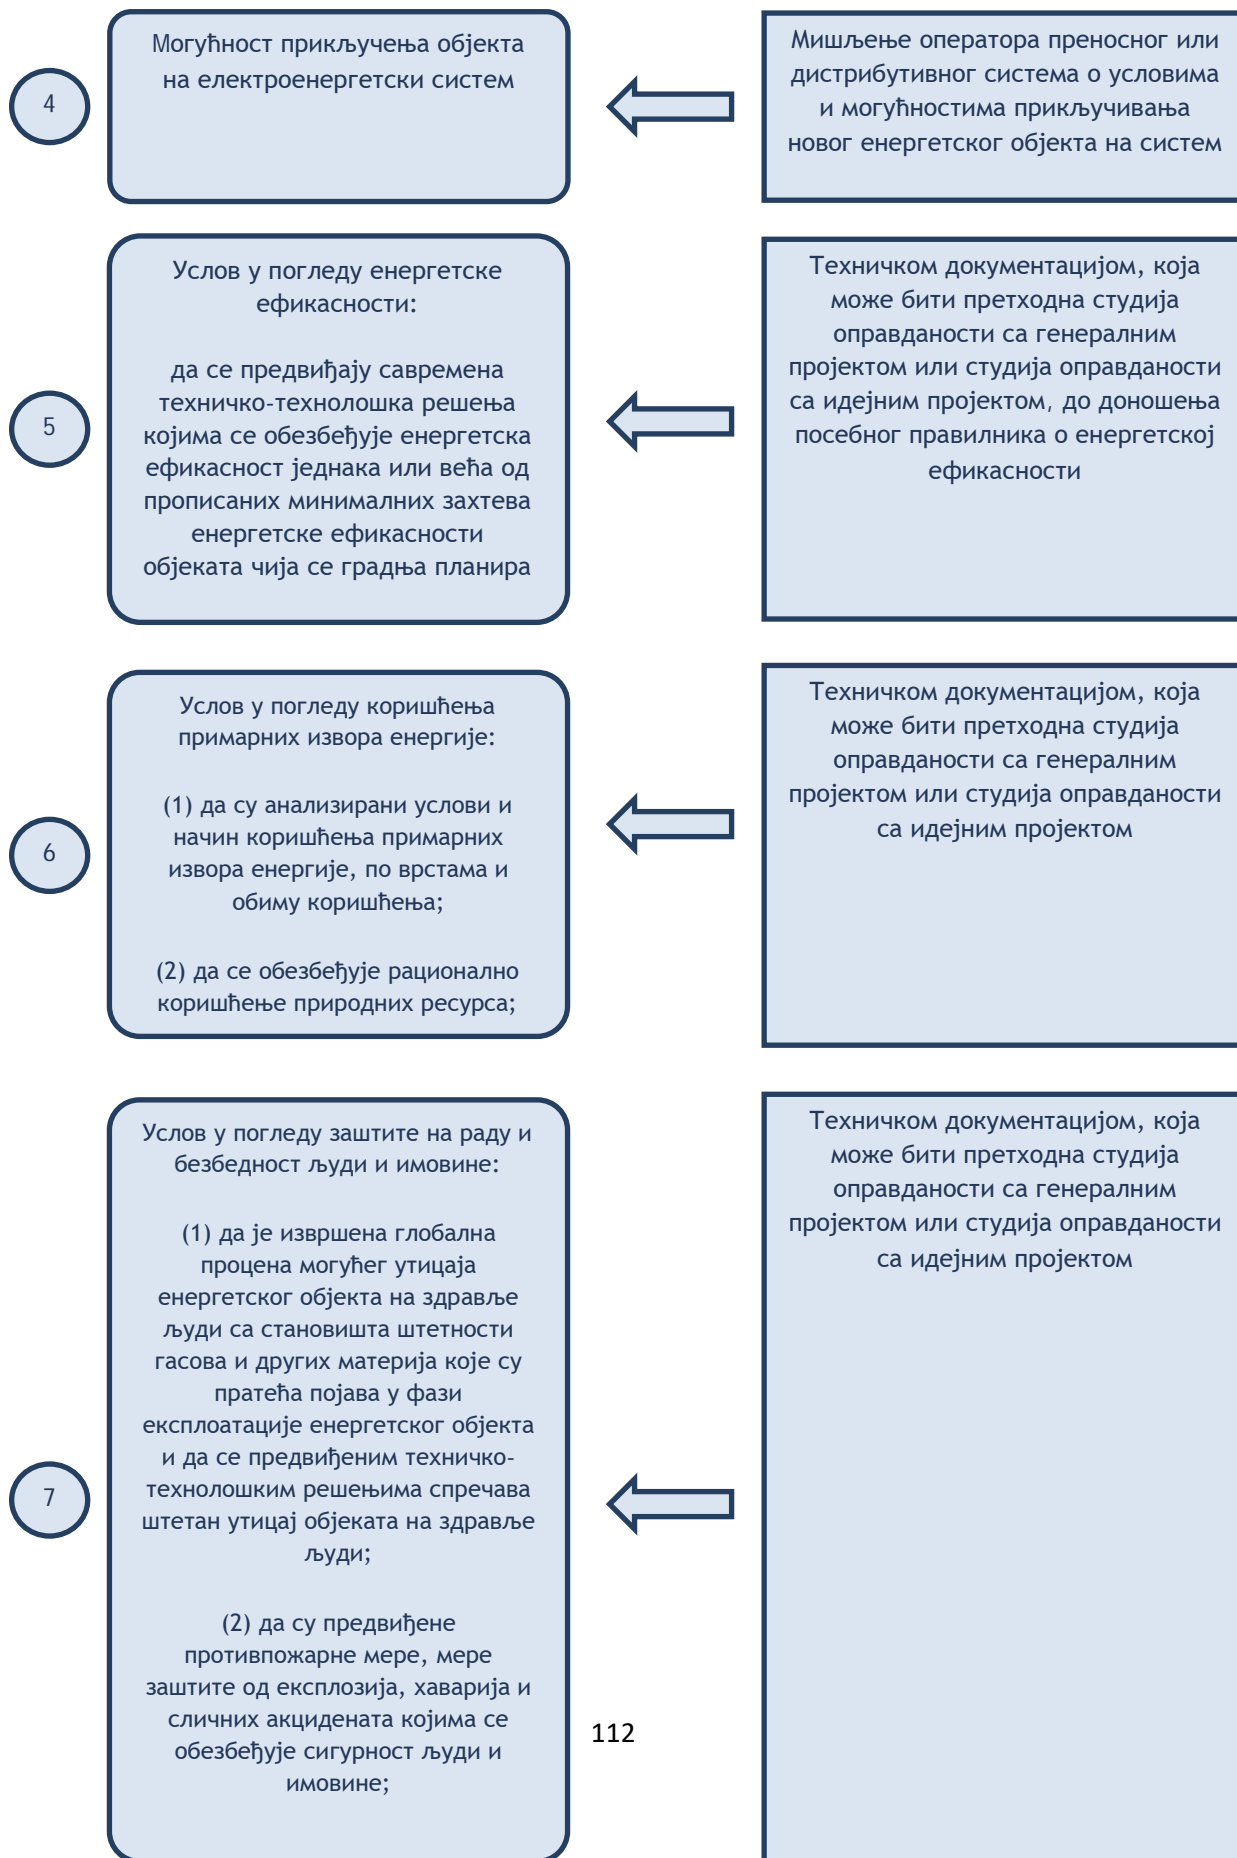 4
Могућност прикључења објекта
на електроенергетски систем
Мишљење оператора преносног или
дистрибутивног система о условима
и могућностима прикључивања
новог енергетског објекта на систем
5
Услов у погледу енергетске
ефикасности:
да се предвиђају савремена
техничко-технолошка решења
којима се обезбеђује енергетска
ефикасност једнака или већа од
прописаних минималних захтева
енергетске ефикасности
објеката чија се градња планира
Техничком документацијом, која
може бити претходна студија
оправданости са генералним
пројектом или студија оправданости
са идејним пројектом, до доношења
посебног правилника о енергетској
ефикасности
6
Услов у погледу коришћења
примарних извора енергије:
(1) да су анализирани услови и
начин коришћења примарних
извора енергије, по врстама и
обиму коришћења;
(2) да се обезбеђује рационално
коришћење природних ресурса;
Техничком документацијом, која
може бити претходна студија
оправданости са генералним
пројектом или студија оправданости
са идејним пројектом
7
Услов у погледу заштите на раду и
безбедност људи и имовине:
(1) да је извршена глобална
процена могућег утицаја
енергетског објекта на здравље
људи са становишта штетности
гасова и других материја које су
пратећа појава у фази
експлоатације енергетског објекта
и да се предвиђеним техничко-
технолошким решењима спречава
штетан утицај објеката на здравље
људи;
(2) да су предвиђене
противпожарне мере, мере
заштите од експлозија, хаварија и
сличних акцидената којима се
обезбеђује сигурност људи и
имовине;
Техничком документацијом, која
може бити претходна студија
оправданости са генералним
пројектом или студија оправданости
са идејним пројектом
112